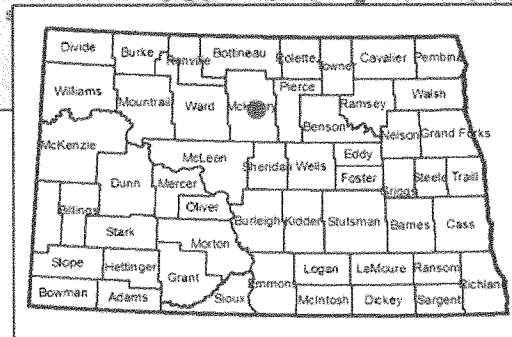 Divide Burke Renville Bottineau Rolette Towner Cavalier Pembina
Pierce
Williams Mountrail Ward McHenry Ramsey Walsh
Benson Nelson Grand Forks
McKenzie McLean Sheridan Wells Eddy
Dunn Mercer Foster Griggs Steele Traill
Billings Oliver Burleigh Kidder Stutsman Barnes Cass
Stark Morton
Slope Hettinger Grant Logan LaMoure Ransom
Sioux Emmons Richland
Bowman Adams McIntosh Dickey Sargent